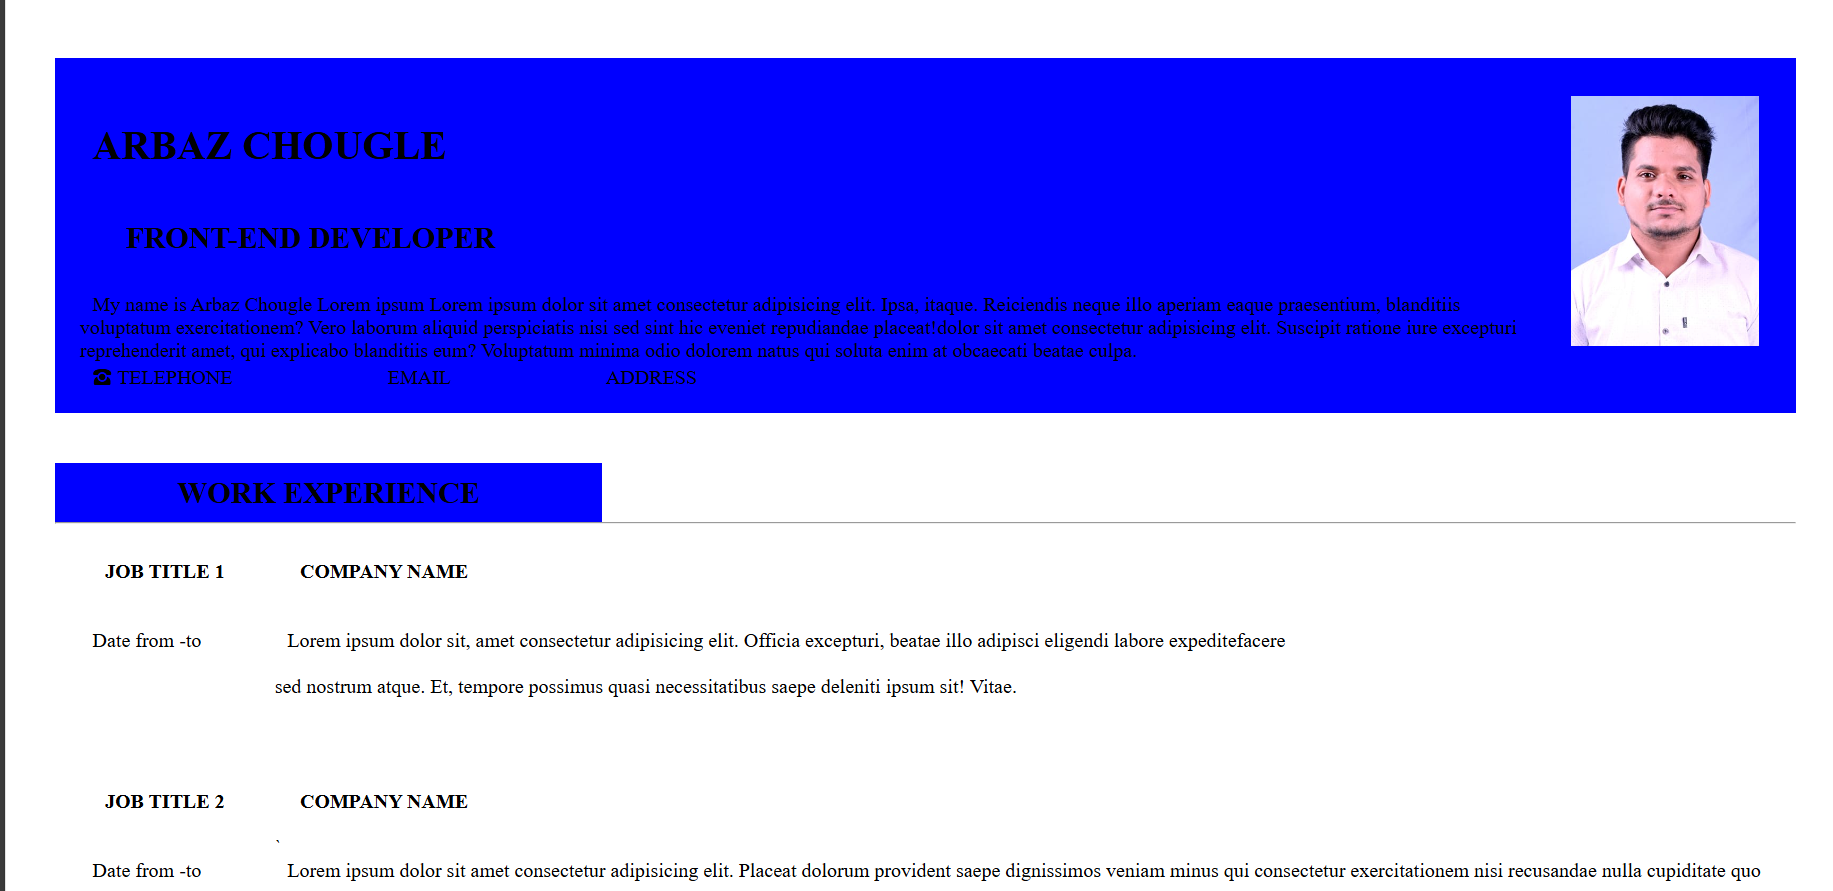 ARBAZ CHOUGLE
FRONT-END DEVELOPER
My name is Arbaz Chougle Lorem ipsum Lorem ipsum dolor sit amet consectetur adipisicing elit. Ipsa, itaque. Reiciendis neque illo aperiam eaque praesentium, blanditiis
voluptatum exercitationem? Vero laborum aliquid perspiciatis nisi sed sint hic eveniet repudiandae placeat!dolor sit amet consectetur adipisicing elit. Suscipit ratione iure excepturi
reprehenderit amet, qui explicabo blanditiis eum? Voluptatum minima odio dolorem natus qui soluta enim at obcaecati beatae culpa.
☎ TELEPHONE EMAIL ADDRESS
WORK EXPERIENCE
JOB TITLE 1 COMPANY NAME
Date from -to Lorem ipsum dolor sit, amet consectetur adipisicing elit. Officia excepturi, beatae illo adipisci eligendi labore expeditefacere
sed nostrum atque. Et, tempore possimus quasi necessitatibus saepe deleniti ipsum sit! Vitae.
JOB TITLE 2 COMPANY NAME
`
Date from -to Lorem ipsum dolor sit amet consectetur adipisicing elit. Placeat dolorum provident saepe dignissimos veniam minus qui consectetur exercitationem nisi recusandae nulla cupiditate quo